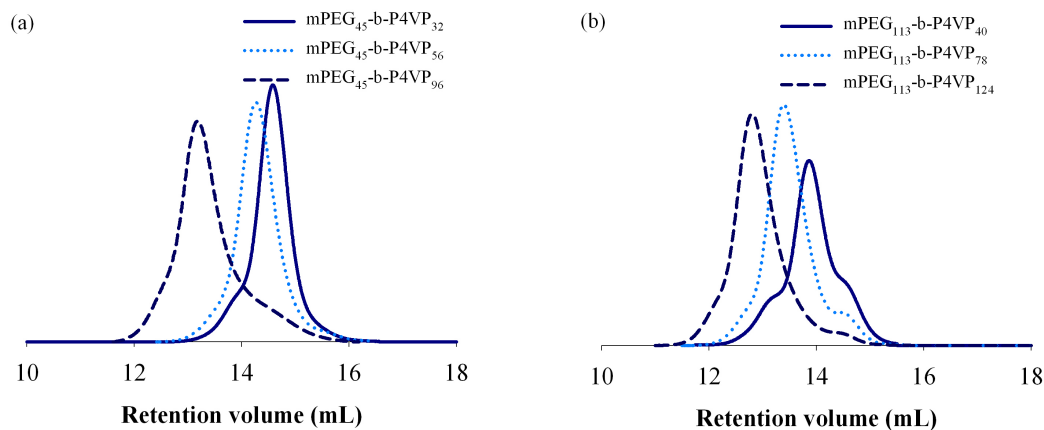 (a)
mPEG45-b-P4VP32
mPEG45-b-P4VP56
mPEG45-b-P4VP96
10 12 14 16 18
Retention volume (mL)
(b)
mPEG113-b-P4VP40
mPEG113-b-P4VP78
mPEG113-b-P4VP124
10 12 14 16 18
Retention volume (mL)